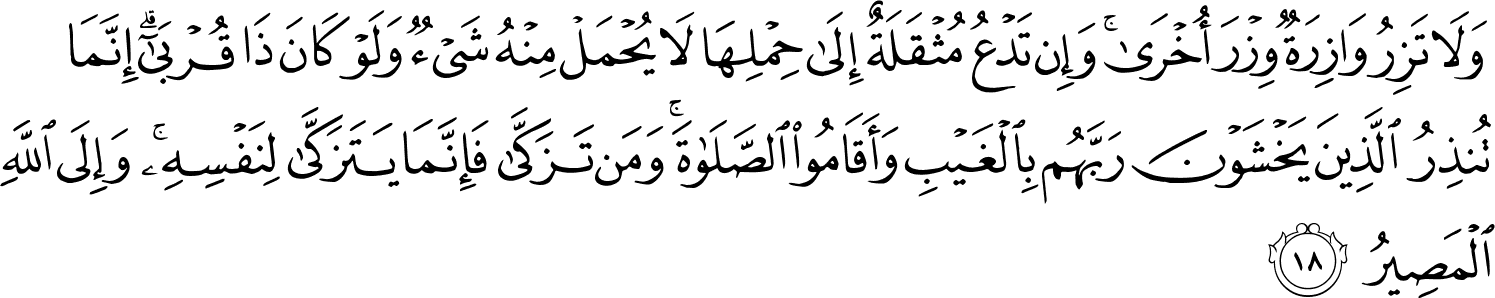 وَلَا تَزِرُ وَازِرَةٌ وِزْرَ أُخْرَىٰ ۚ وَإِن تَدْعُ مُثْقَلَةٌ إِلَىٰ حِمْلِهَا لَا يُحْمَلْ مِنْهُ شَىْءٌ وَلَوْ كَانَ ذَا قُرْبَىٰٓ ۗ إِنَّمَا
تُنذِرُ ٱلَّذِينَ يَخْشَوْنَ رَبَّهُم بِٱلْغَيْبِ وَأَقَامُوا۟ ٱلصَّلَوٰةَ ۚ وَمَن تَزَكَّىٰ فَإِنَّمَا يَتَزَكَّىٰ لِنَفْسِهِۦ ۚ وَإِلَى ٱللَّهِ
ٱلْمَصِيرُ ١٨